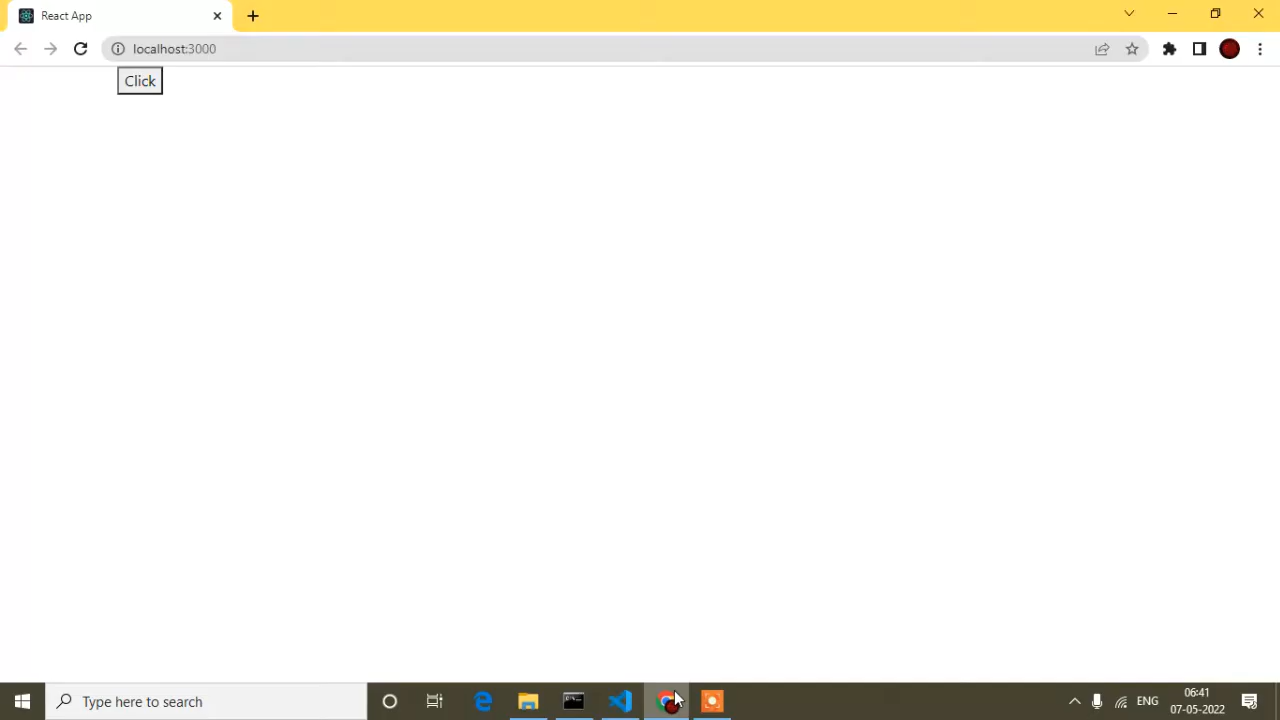 React App
localhost:3000
Click
Type here to search
ENG
06:41
07-05-2022